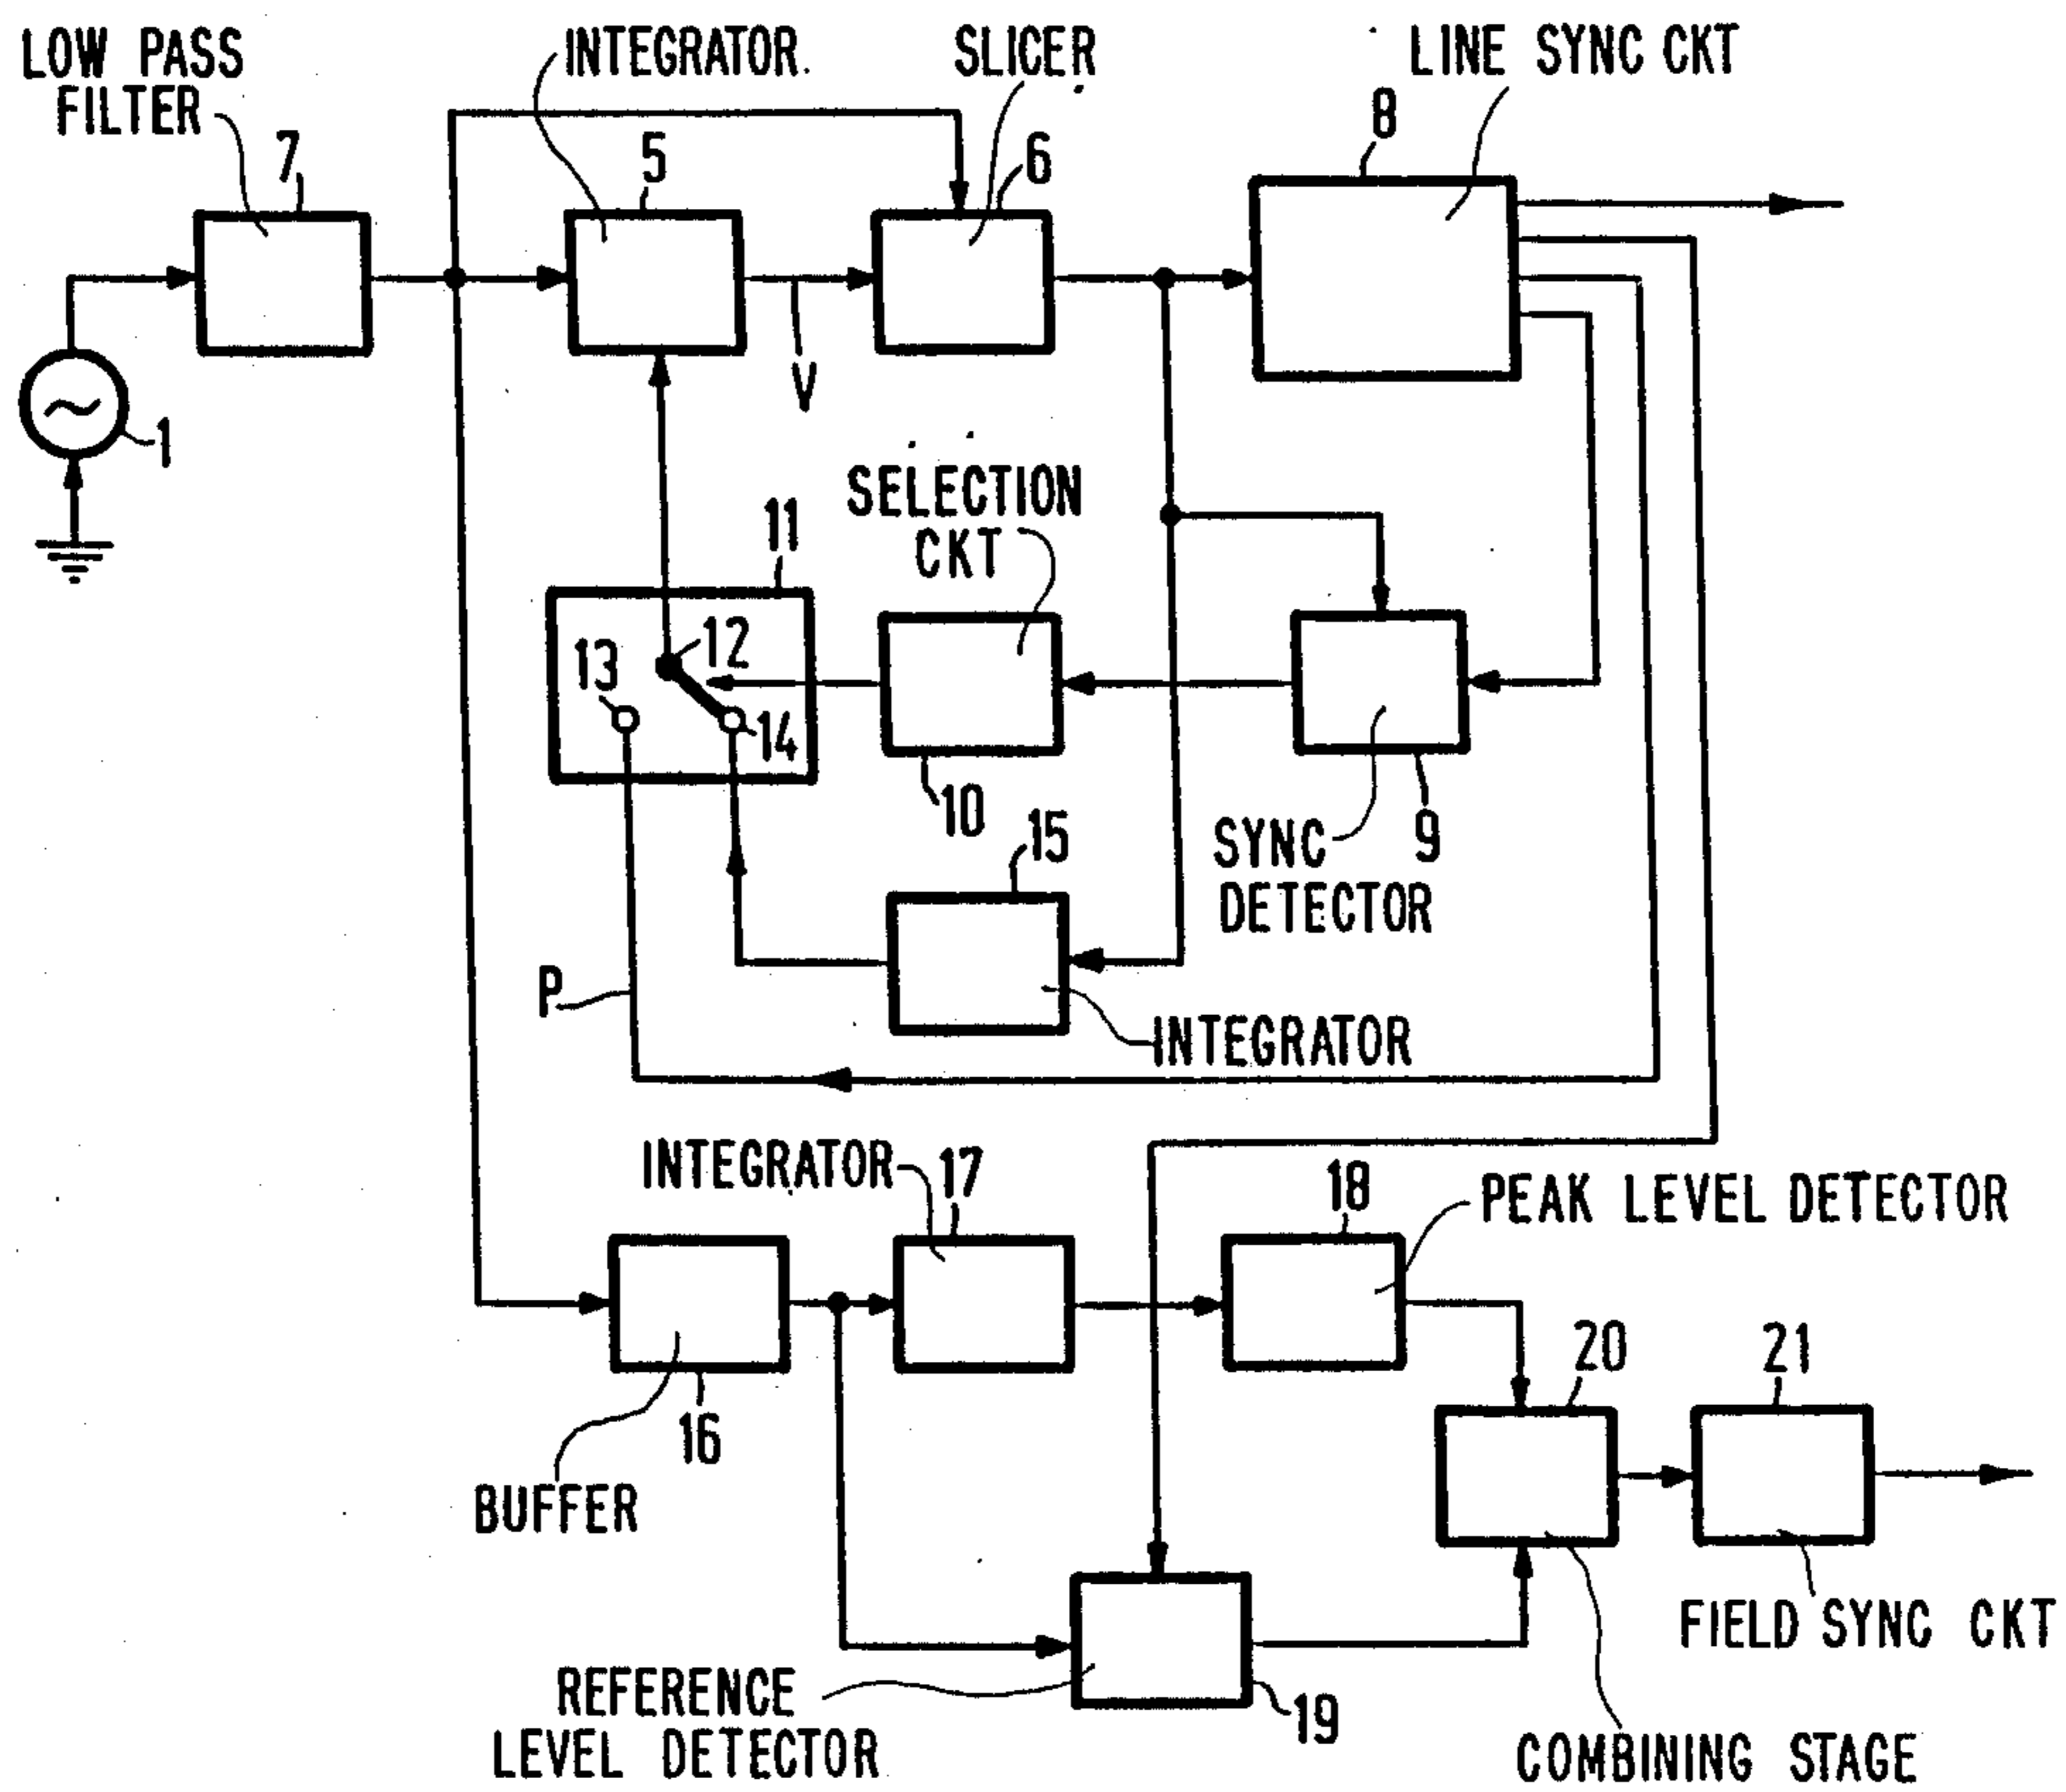 LOW PASS
FILTER
INTEGRATOR.
SLICER
LINE SYNC CKT
7
5
6
8
V
1
SELECTION
CKT
11
12
13
14
10
15
SYNC
DETECTOR
9
P
INTEGRATOR
INTEGRATOR
17
18
PEAK LEVEL DETECTOR
20
21
16
BUFFER
FIELD SYNC CKT
REFERENCE
LEVEL DETECTOR
19
COMBINING STAGE